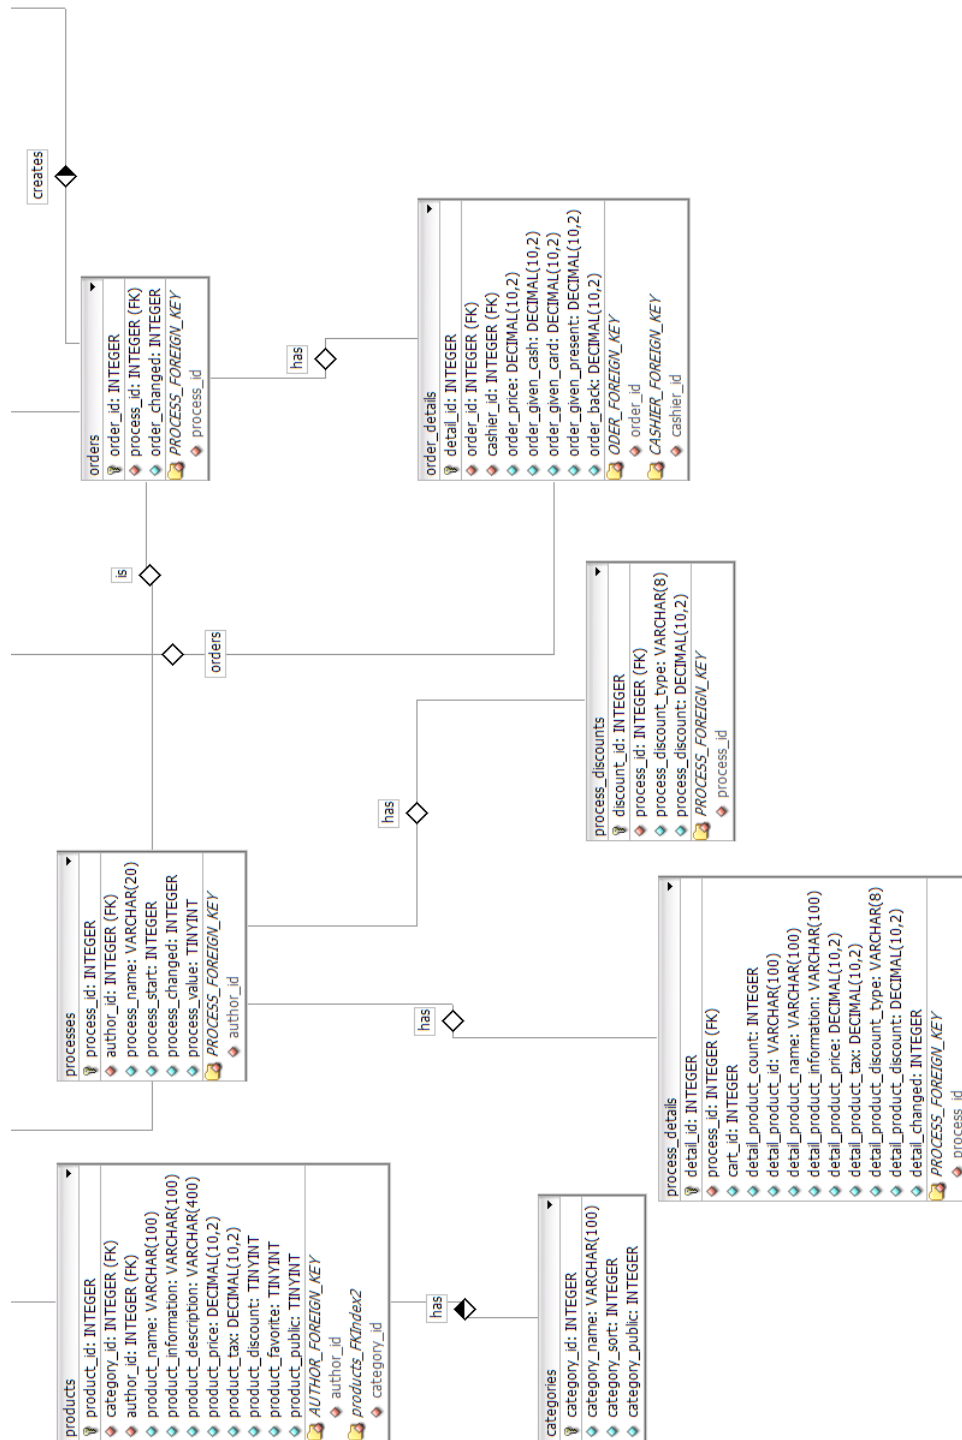 creates
orders
order_id: INTEGER
process_id: INTEGER (FK)
order_changed: INTEGER
PROCESS_FOREIGN_KEY
process_id
has
order_details
detail_id: INTEGER
order_id: INTEGER (FK)
cashier_id: INTEGER (FK)
order_price: DECIMAL(10,2)
order_given_cash: DECIMAL(10,2)
order_given_card: DECIMAL(10,2)
order_given_present: DECIMAL(10,2)
order_back: DECIMAL(10,2)
ODER_FOREIGN_KEY
order_id
CASHIER_FOREIGN_KEY
cashier_id
is
orders
process_discounts
discount_id: INTEGER
process_id: INTEGER (FK)
process_discount_type: VARCHAR(8)
process_discount: DECIMAL(10,2)
PROCESS_FOREIGN_KEY
process_id
has
processes
process_id: INTEGER
author_id: INTEGER (FK)
process_name: VARCHAR(20)
process_start: INTEGER
process_changed: INTEGER
process_value: TINYINT
PROCESS_FOREIGN_KEY
author_id
has
process_details
detail_id: INTEGER
process_id: INTEGER (FK)
cart_id: INTEGER
detail_product_count: INTEGER
detail_product_id: VARCHAR(100)
detail_product_name: VARCHAR(100)
detail_product_information: VARCHAR(100)
detail_product_price: DECIMAL(10,2)
detail_product_tax: DECIMAL(10,2)
detail_product_discount_type: VARCHAR(8)
detail_product_discount: DECIMAL(10,2)
detail_changed: INTEGER
PROCESS_FOREIGN_KEY
process_id
products
product_id: INTEGER
category_id: INTEGER (FK)
author_id: INTEGER (FK)
product_name: VARCHAR(100)
product_information: VARCHAR(100)
product_description: VARCHAR(400)
product_price: DECIMAL(10,2)
product_tax: DECIMAL(10,2)
product_discount: TINYINT
product_favorite: TINYINT
product_public: TINYINT
AUTHOR_FOREIGN_KEY
author_id
products_FKIndex2
category_id
has
categories
category_id: INTEGER
category_name: VARCHAR(100)
category_sort: INTEGER
category_public: INTEGER